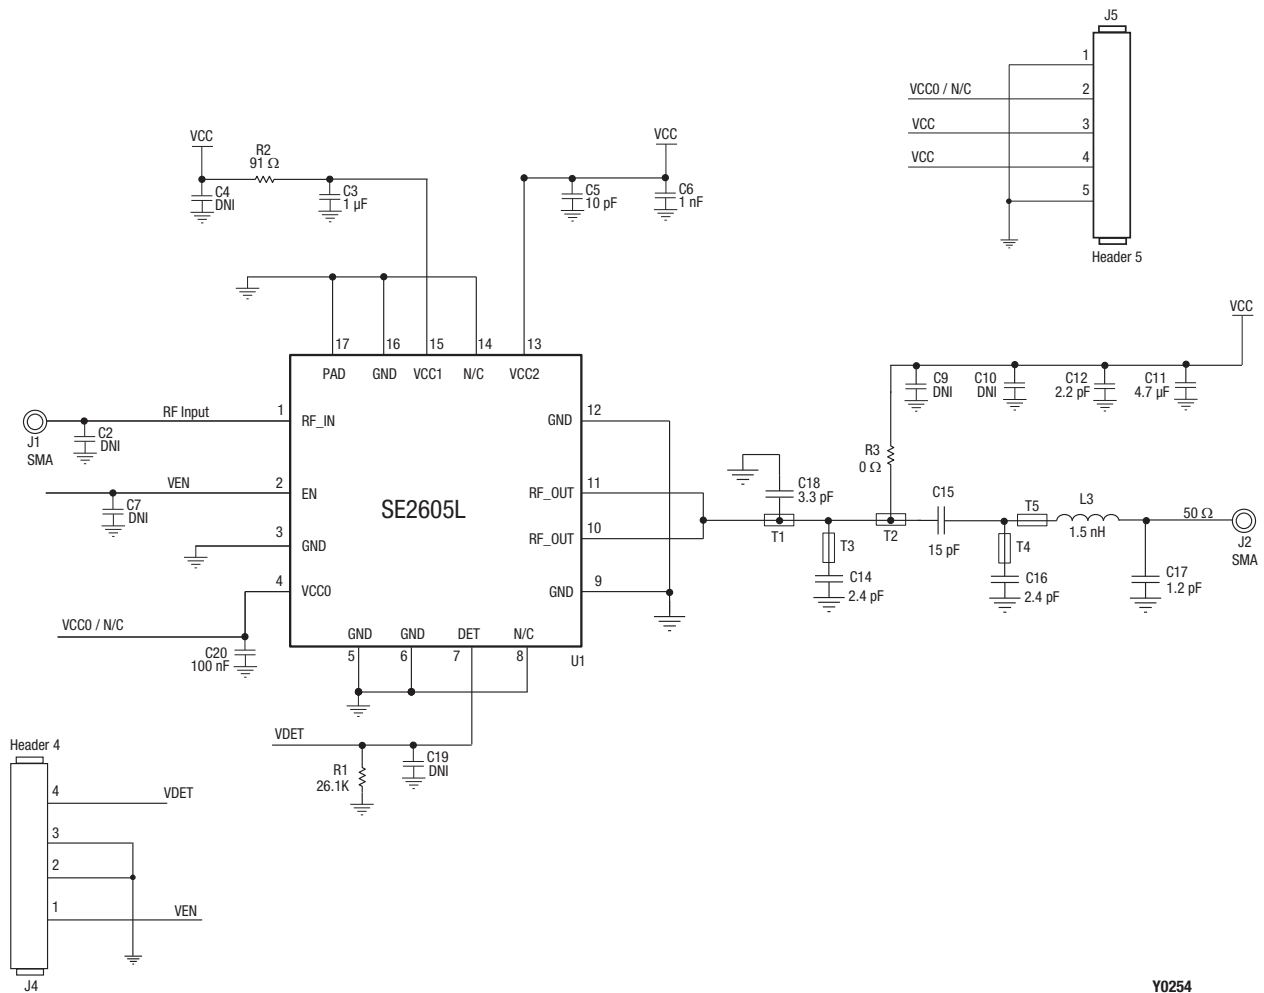 J5
1
VCC0 / N/C
2
VCC
3
VCC
4
5
Header 5
VCC
R2
91 Ω
C4
DNI
C3
1 µF
VCC
C5
10 pF
C6
1 nF
17
16
15
14
13
PAD
GND
VCC1
N/C
VCC2
RF Input
1
RF_IN
J1
SMA
C2
DNI
VEN
2
EN
C7
DNI
3
GND
4
VCC0
VCC0 / N/C
C20
100 nF
SE2605L
GND
12
RF_OUT
11
RF_OUT
10
GND
9
GND
GND
DET
N/C
5
6
7
8
U1
VDET
R1
26.1K
C19
DNI
VCC
C9
DNI
C10
DNI
C12
2.2 pF
C11
4.7 µF
R3
0 Ω
C18
3.3 pF
T1
T3
C14
2.4 pF
T2
C15
15 pF
T5
L3
1.5 nH
T4
C16
2.4 pF
50 Ω
J2
SMA
C17
1.2 pF
Header 4
4
VDET
3
2
1
VEN
J4
Y0254